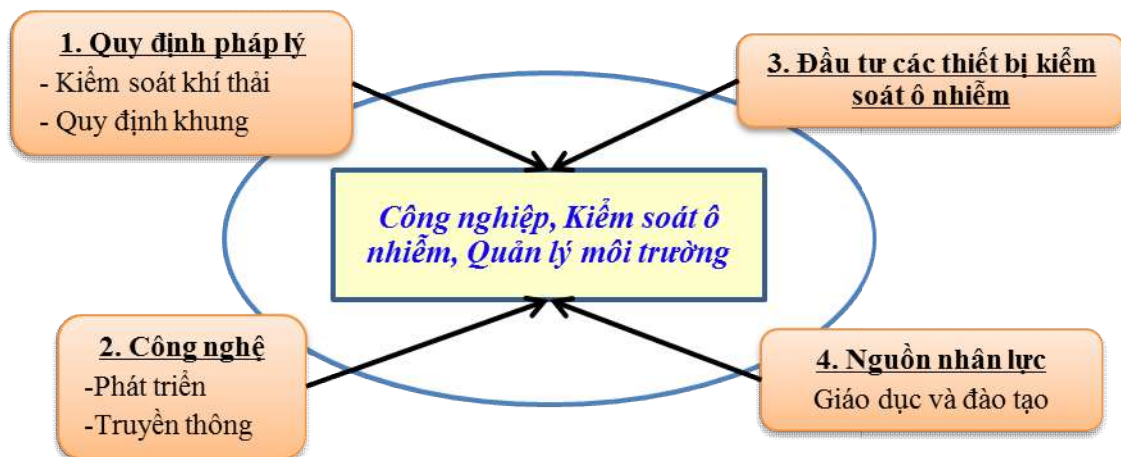 1. Quy định pháp lý
- Kiểm soát khí thải
- Quy định khung
2. Công nghệ
-Phát triển
-Truyền thông
3. Đầu tư các thiết bị kiểm
soát ô nhiễm
4. Nguồn nhân lực
Giáo dục và đào tạo
Công nghiệp, Kiểm soát ô
nhiễm, Quản lý môi trường